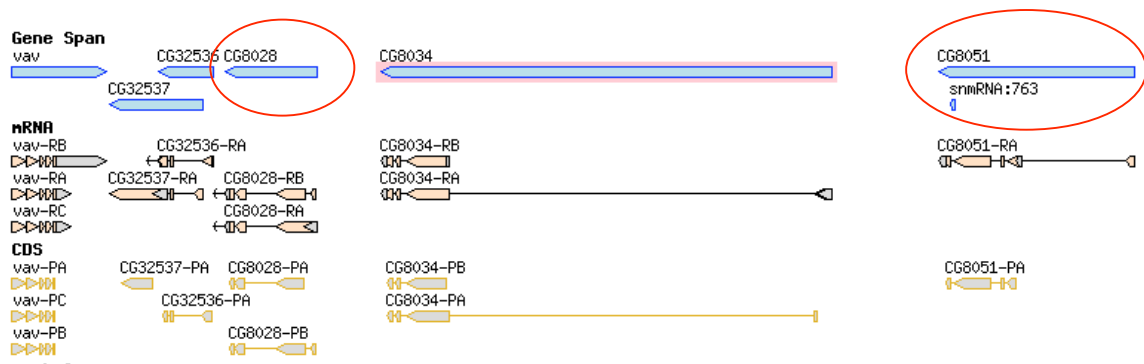 Gene Span
vav CG32536 CG8028 CG8034 CG8051
CG32537 snmRNA:763
mRNA
vav-RB CG32536-RA CG8034-RB CG8051-RA
vav-RA CG32537-RA CG8028-RB CG8034-RA
vav-RC CG8028-RA
CDS
vav-PA CG32537-PA CG8028-PA CG8034-PB CG8051-PA
vav-PC CG32536-PA CG8034-PA
vav-PB CG8028-PB